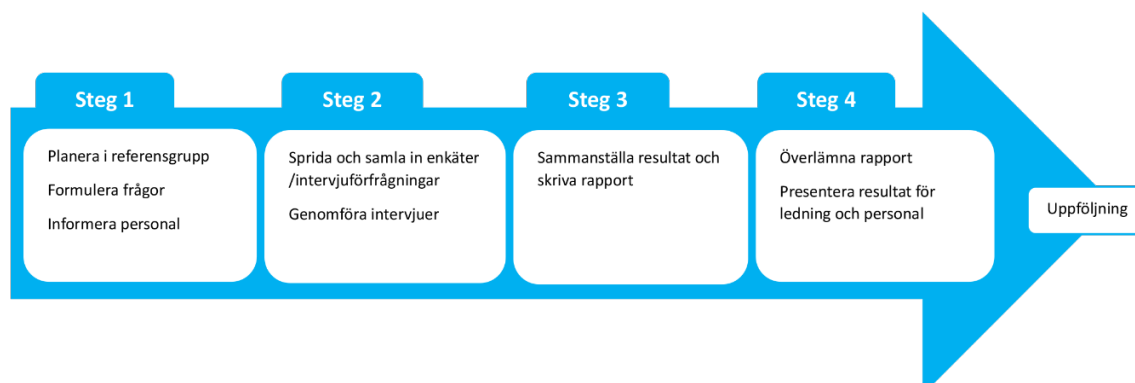 Steg 1
Planera i referensgrupp
Formulera frågor
Informera personal
Steg 2
Sprida och samla in enkäter
/intervjuförfrågningar
Genomföra intervjuer
Steg 3
Sammanställa resultat och
skriva rapport
Steg 4
Överlämna rapport
Presentera resultat för
ledning och personal
Uppföljning